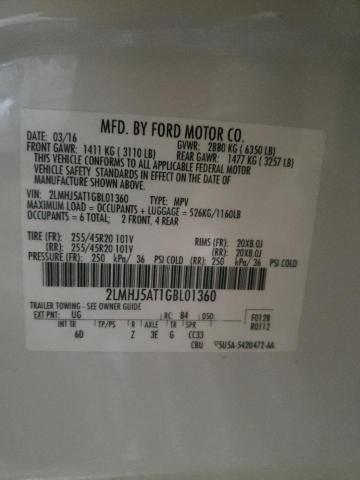 MFD. BY FORD MOTOR CO.
DATE: 03/16 GVWR: 2880 KG ( 6350 LB)
FRONT GAWR: 1411 KG ( 3110 LB) REAR GAWR: 1477 KG ( 3257 LB)
THIS VEHICLE CONFORMS TO ALL APPLICABLE FEDERAL MOTOR
VEHICLE SAFETY STANDARDS IN EFFECT ON THE DATE OF
MANUFACTURE SHOWN ABOVE.
VIN: 2LMHJ5AT1GBL01360 TYPE: MPV
MAXIMUM LOAD = OCCUPANTS + LUGGAGE = 526KG/1160LB
OCCUPANTS = 6 TOTAL; 2 FRONT, 4 REAR
TIRE (FR): 255/45R20 101V RIMS (FR): 20X8.0J
(RR): 255/45R20 101V (RR): 20X8.0J
PRESSURE (FR): 250 kPa/ 36 PSI COLD (RR): 250 kPa/ 36 PSI COLD
2LMHJ5AT1GBL01360
TRAILER TOWING - SEE OWNER GUIDE
EXT PNT: UG RC: B4 DSO: F0128
INT TR TP/PS R AXLE TR SPR R0112
6D Z 3E G CC33
CBU 5U5A-5420472-AA